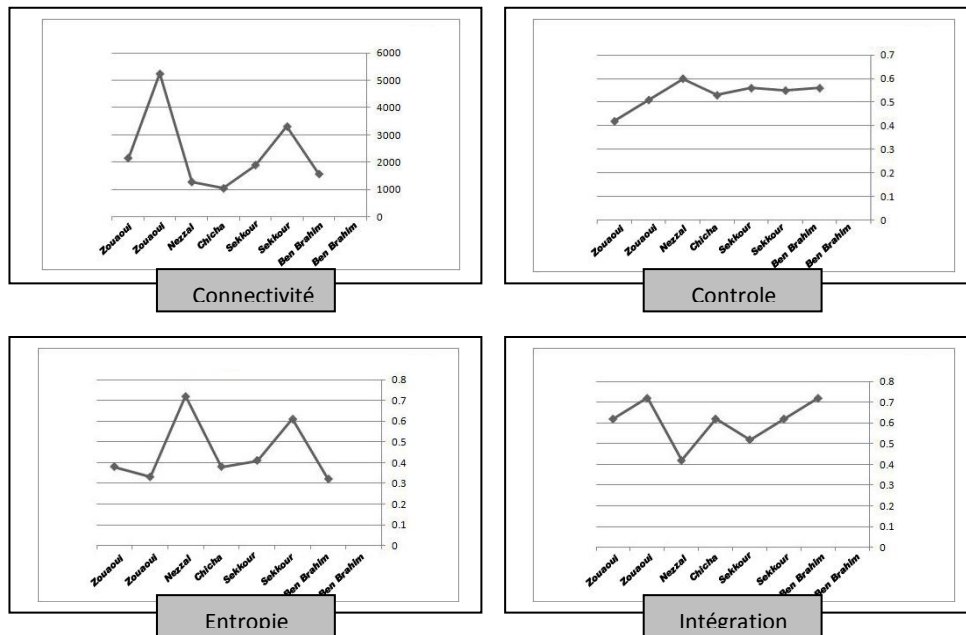 6000
5000
4000
3000
2000
1000
0
Zouaoui
Zouaoui
Nezzal
Chicha
Sekkour
Sekkour
Ben Brahim
Ben Brahim
Connectivité
0.7
0.6
0.5
0.4
0.3
0.2
0.1
0
Zouaoui
Zouaoui
Nezzal
Chicha
Sekkour
Sekkour
Ben Brahim
Ben Brahim
Controle
0.8
0.7
0.6
0.5
0.4
0.3
0.2
0.1
0
Zouaoui
Zouaoui
Nezzal
Chicha
Sekkour
Sekkour
Ben Brahim
Ben Brahim
Entropie
0.8
0.7
0.6
0.5
0.4
0.3
0.2
0.1
0
Zouaoui
Zouaoui
Nezzal
Chicha
Sekkour
Sekkour
Ben Brahim
Ben Brahim
Intégration